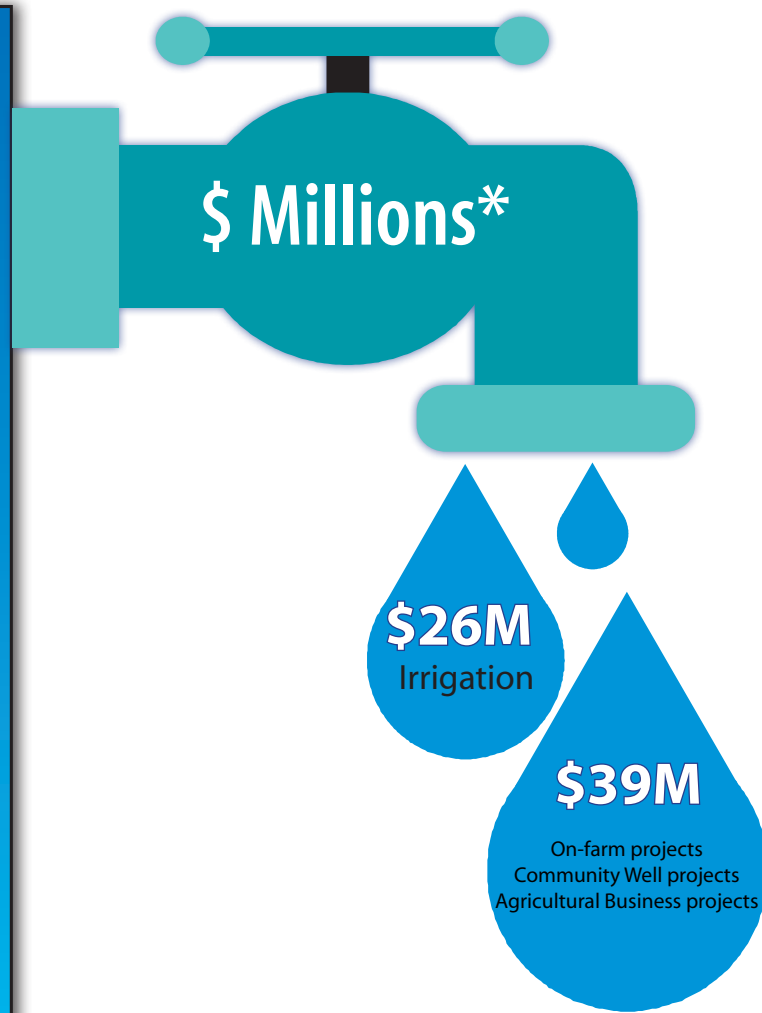 $ Millions*
$26M
Irrigation
$39M
On-farm projects
Community Well projects
Agricultural Business projects